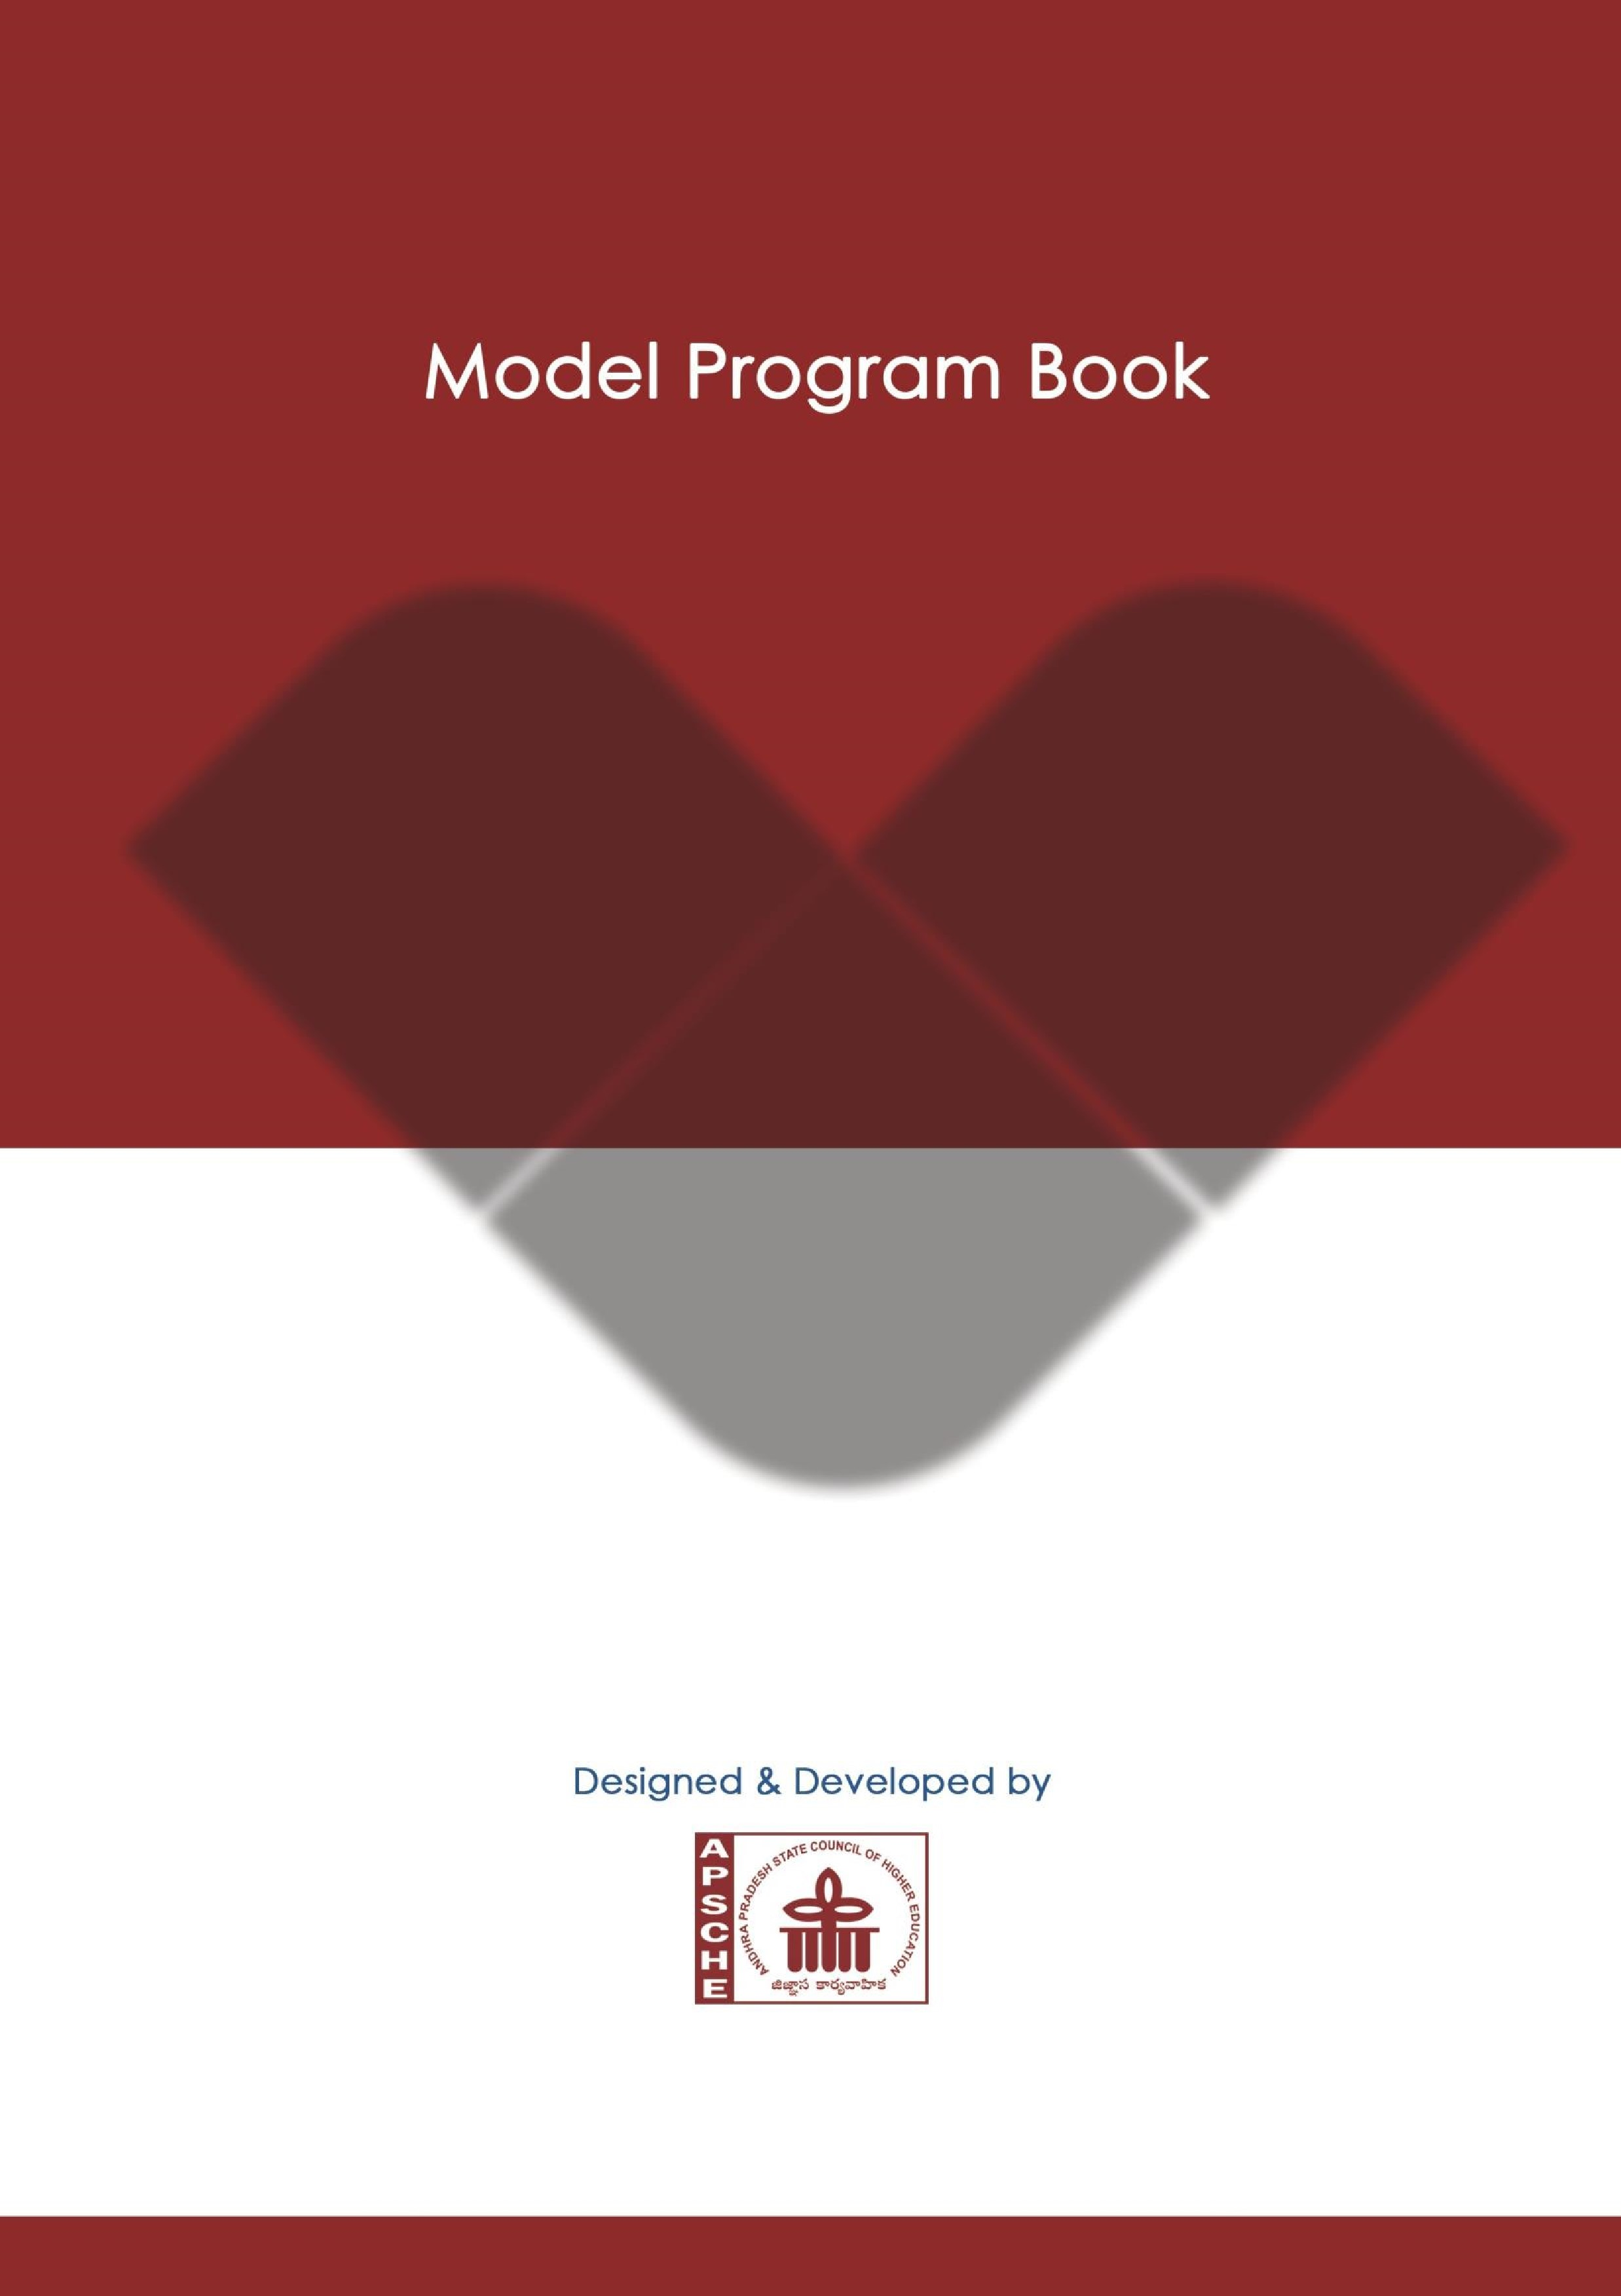 Model Program Book
Designed & Developed by
APSCHE
ANDHRA PRADESH STATE COUNCIL OF HIGHER EDUCATION
జిజ్ఞాస కార్యవాహిక